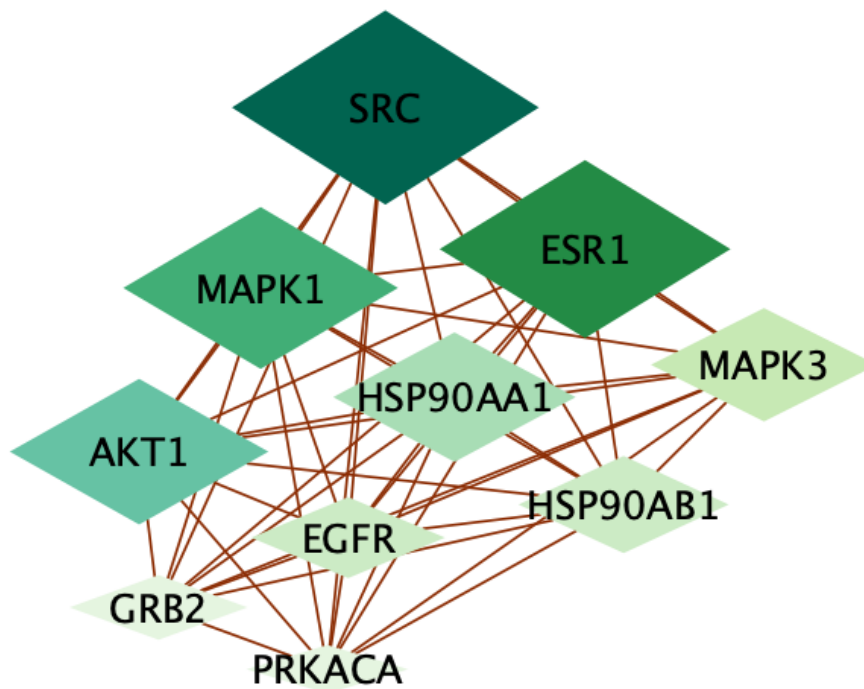 SRC
ESR1
MAPK1
MAPK3
HSP90AA1
AKT1
HSP90AB1
EGFR
GRB2
PRKACA